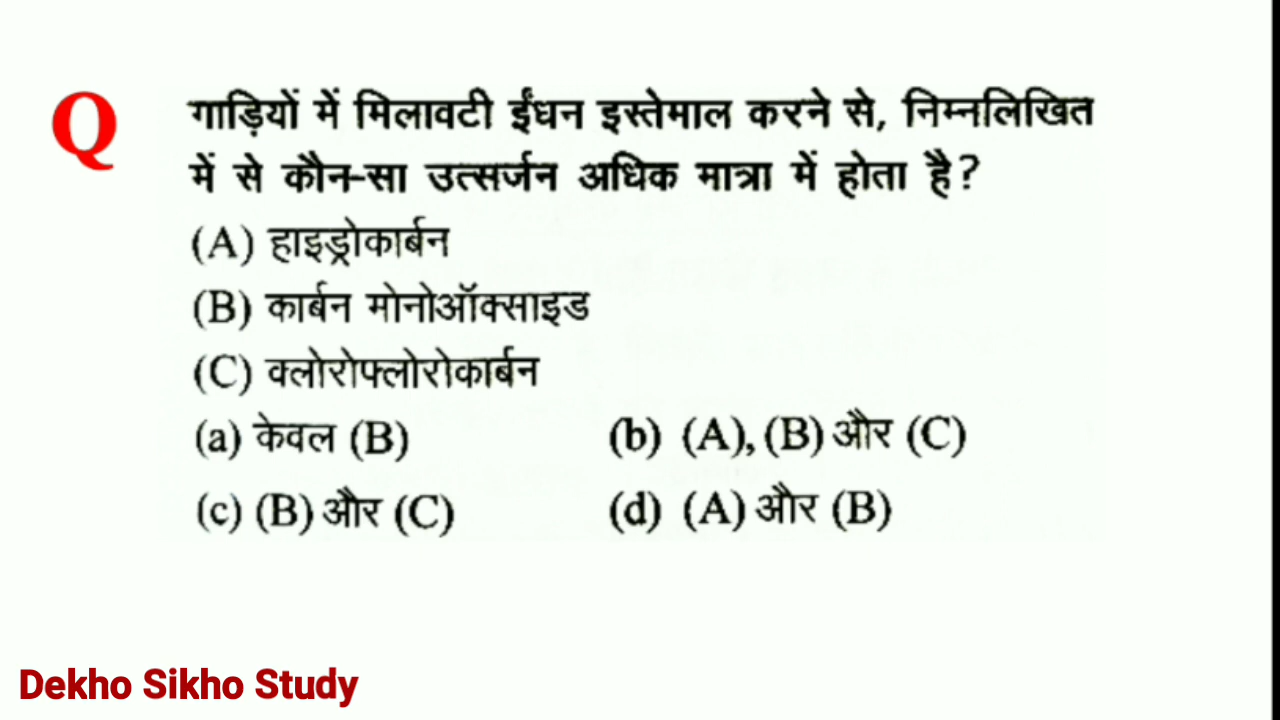 Q गाड़ियों में मिलावटी ईंधन इस्तेमाल करने से, निम्नलिखित
में से कौन-सा उत्सर्जन अधिक मात्रा में होता है?
(A) हाइड्रोकार्बन
(B) कार्बन मोनोऑक्साइड
(C) क्लोरोफ्लोरोकार्बन
(a) केवल (B) (b) (A), (B) और (C)
(c) (B) और (C) (d) (A) और (B)
Dekho Sikho Study